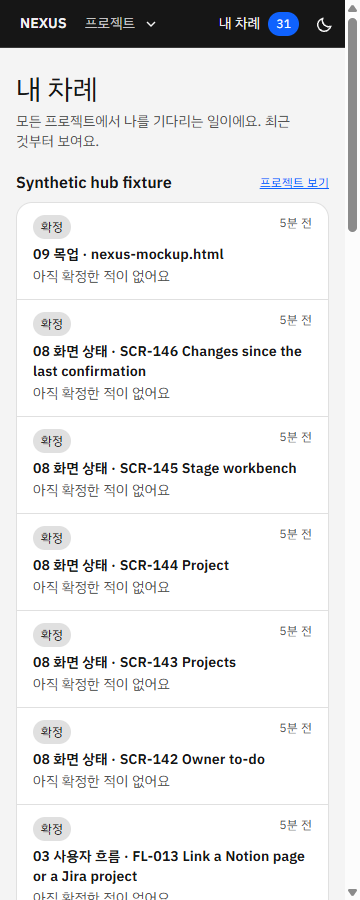 NEXUS 프로젝트 내 차례 31
내 차례
모든 프로젝트에서 나를 기다리는 일이에요. 최근
것부터 보여요.
Synthetic hub fixture 프로젝트 보기
확정 5분 전
09 목업 · nexus-mockup.html
아직 확정한 적이 없어요
확정 5분 전
08 화면 상태 · SCR-146 Changes since the
last confirmation
아직 확정한 적이 없어요
확정 5분 전
08 화면 상태 · SCR-145 Stage workbench
아직 확정한 적이 없어요
확정 5분 전
08 화면 상태 · SCR-144 Project
아직 확정한 적이 없어요
확정 5분 전
08 화면 상태 · SCR-143 Projects
아직 확정한 적이 없어요
확정 5분 전
08 화면 상태 · SCR-142 Owner to-do
아직 확정한 적이 없어요
확정 5분 전
03 사용자 흐름 · FL-013 Link a Notion page
or a Jira project
아직 확정한 적이 없어요